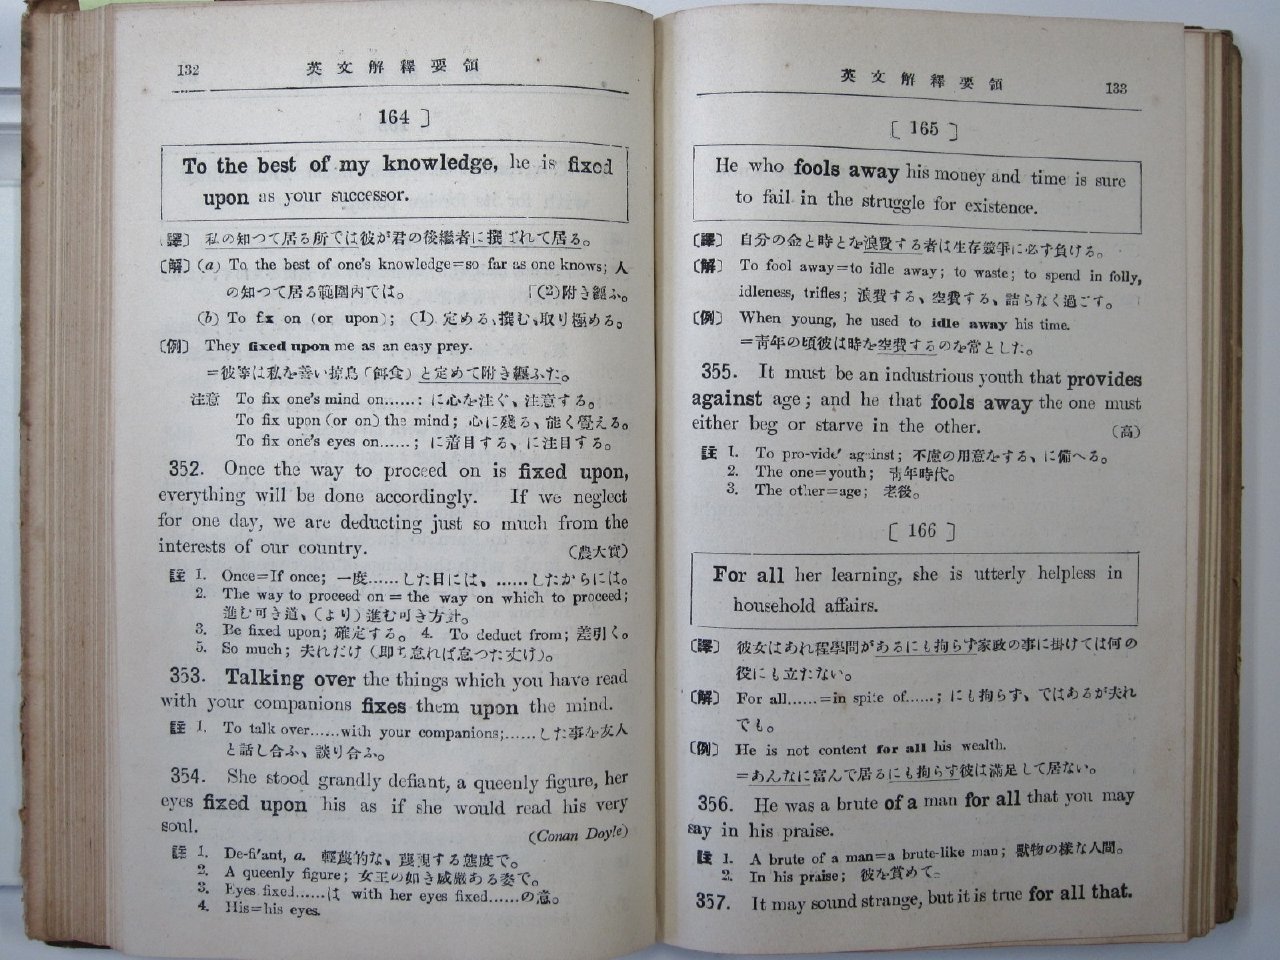 132 英文解釋要領
164 ]
To the best of my knowledge, he is fixed
upon as your successor.
〔譯〕 私の知つて居る所では彼が君の後繼者に撰ばれて居る。
〔解〕 (a) To the best of one's knowledge=so far as one knows; 人
の知つて居る範圍內では。 「(2)附き纏ふ。
(b) To fix on (or upon); (1) 定める、撰む、取り極める。
〔例〕 They fixed upon me as an easy prey.
=彼等は私を善い掠鳥「餌食」と定めて附き纏ふた。
注意 To fix one's mind on......; に心を注ぐ、注意する。
To fix upon (or on) the mind; 心に殘る、能く覺える。
To fix one's eyes on......; に着目する、に注目する。
352. Once the way to proceed on is fixed upon,
everything will be done accordingly. If we neglect
for one day, we are deducting just so much from the
interests of our country. (農大實)
註 1. Once=If once; 一度......した日には、......したからには。
2. The way to proceed on = the way on which to proceed;
進む可き道、(より)進む可き方針。
3. Be fixed upon; 確定する。 4. To deduct from; 差引く。
5. So much; 夫れだけ (即ち怠れば怠つた丈け)。
353. Talking over the things which you have read
with your companions fixes them upon the mind.
註 1. To talk over......with your companions;......した事を友人
と話し合ふ、談り合ふ。
354. She stood grandly defiant, a queenly figure, her
eyes fixed upon his as if she would read his very
soul. (Conan Doyle)
註 1. De-fi'ant, a. 輕蔑的な、蔑視する態度で。
2. A queenly figure; 女王の如き威嚴ある姿で。
3. Eyes fixed......は with her eyes fixed......の意。
4. His=his eyes.
英文解釋要領 133
[ 165 ]
He who fools away his money and time is sure
to fail in the struggle for existence.
〔譯〕 自分の金と時とを浪費する者は生存競爭に必ず負ける。
〔解〕 To fool away=to idle away; to waste; to spend in folly,
idleness, trifles; 浪費する、空費する、詰らなく過ごす。
〔例〕 When young, he used to idle away his time.
=靑年の頃彼は時を空費するのを常とした。
355. It must be an industrious youth that provides
against age; and he that fools away the one must
either beg or starve in the other. (高)
註 1. To pro-vide' against; 不慮の用意をする、に備へる。
2. The one=youth; 靑年時代。
3. The other=age; 老後。
[ 166 ]
For all her learning, she is utterly helpless in
household affairs.
〔譯〕 彼女はあれ程學問があるにも拘らず家政の事に掛けては何の
役にも立たない。
〔解〕 For all......=in spite of......; にも拘らず、ではあるが夫れ
でも。
〔例〕 He is not content for all his wealth.
=あんなに富んで居るにも拘らず彼は滿足して居ない。
356. He was a brute of a man for all that you may
say in his praise.
註 1. A brute of a man=a brute-like man; 獸物の樣な人間。
2. In his praise; 彼を賞めて。
357. It may sound strange, but it is true for all that.